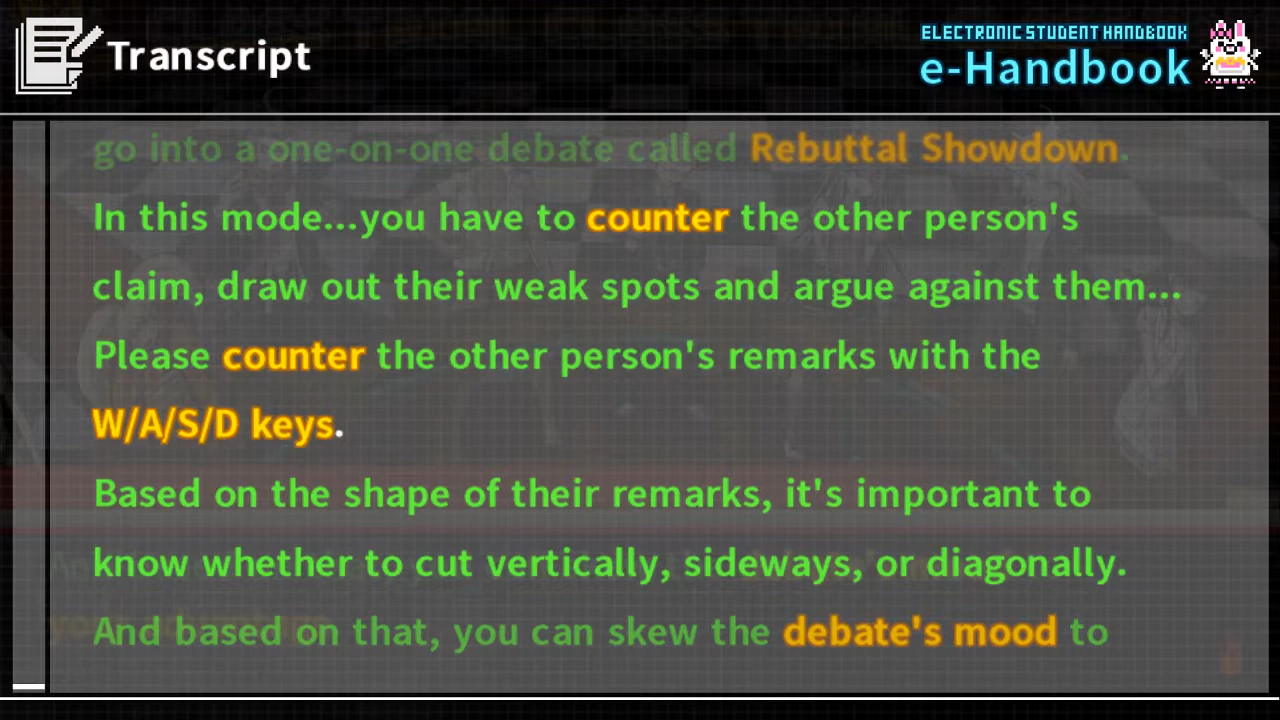 Transcript
ELECTRONIC STUDENT HANDBOOK
e-Handbook
go into a one-on-one debate called Rebuttal Showdown.
In this mode...you have to counter the other person's
claim, draw out their weak spots and argue against them...
Please counter the other person's remarks with the
W/A/S/D keys.
Based on the shape of their remarks, it's important to
know whether to cut vertically, sideways, or diagonally.
And based on that, you can skew the debate's mood to